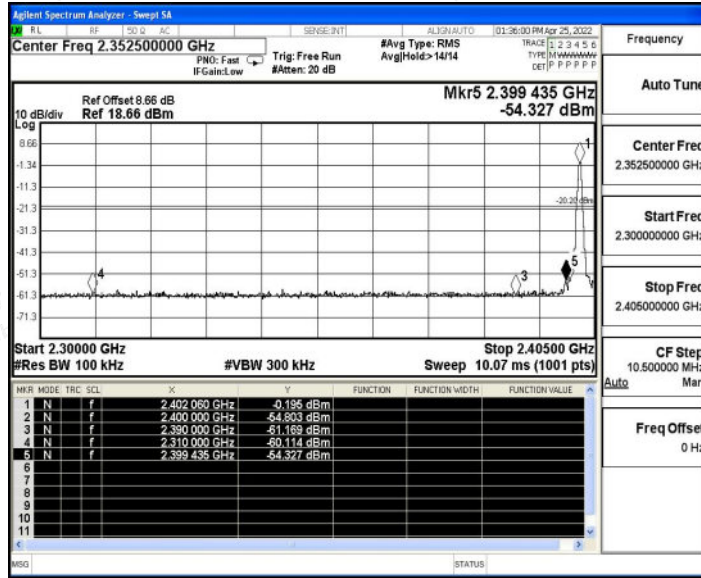 Agilent Spectrum Analyzer - Swept SA
RL RF 50 Ω AC SENSE:INT ALIGN AUTO 01:36:00 PM Apr 25, 2022
Center Freq 2.352500000 GHz
PNO: Fast
IFGain:Low
Trig: Free Run
#Atten: 20 dB
#Avg Type: RMS
Avg|Hold:>14/14
TRACE 1 2 3 4 5 6
TYPE MWWWWW
DET P P P P P P
Mkr5 2.399 435 GHz
-54.327 dBm
Ref Offset 8.66 dB
10 dB/div Ref 18.66 dBm
Log
8.66
-1.34
-11.3
-21.3
-31.3
-41.3
-51.3
-61.3
-71.3
1
-20.20 dBm
4
3
5
Start 2.30000 GHz Stop 2.40500 GHz
#Res BW 100 kHz #VBW 300 kHz Sweep 10.07 ms (1001 pts)
MKR MODE TRC SCL X Y FUNCTION FUNCTION WIDTH FUNCTION VALUE
1 N f 2.402 060 GHz -0.195 dBm
2 N f 2.400 000 GHz -54.803 dBm
3 N f 2.390 000 GHz -61.169 dBm
4 N f 2.310 000 GHz -60.114 dBm
5 N f 2.399 435 GHz -54.327 dBm
6
7
8
9
10
11
MSG STATUS
Frequency
Auto Tune
Center Freq
2.352500000 GHz
Start Freq
2.300000000 GHz
Stop Freq
2.405000000 GHz
CF Step
10.500000 MHz
Auto Man
Freq Offset
0 Hz